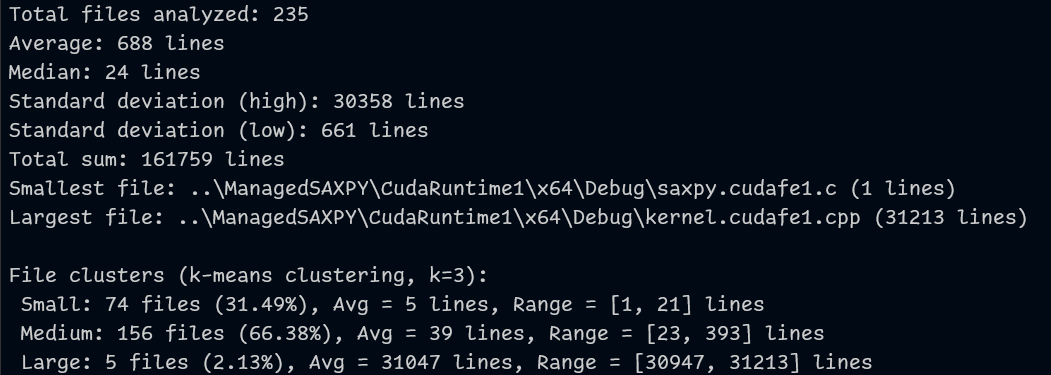 Total files analyzed: 235
Average: 688 lines
Median: 24 lines
Standard deviation (high): 30358 lines
Standard deviation (low): 661 lines
Total sum: 161759 lines
Smallest file: ..\ManagedSAXPY\CudaRuntime1\x64\Debug\saxpy.cudafe1.c (1 lines)
Largest file: ..\ManagedSAXPY\CudaRuntime1\x64\Debug\kernel.cudafe1.cpp (31213 lines)
File clusters (k-means clustering, k=3):
Small: 74 files (31.49%), Avg = 5 lines, Range = [1, 21] lines
Medium: 156 files (66.38%), Avg = 39 lines, Range = [23, 393] lines
Large: 5 files (2.13%), Avg = 31047 lines, Range = [30947, 31213] lines